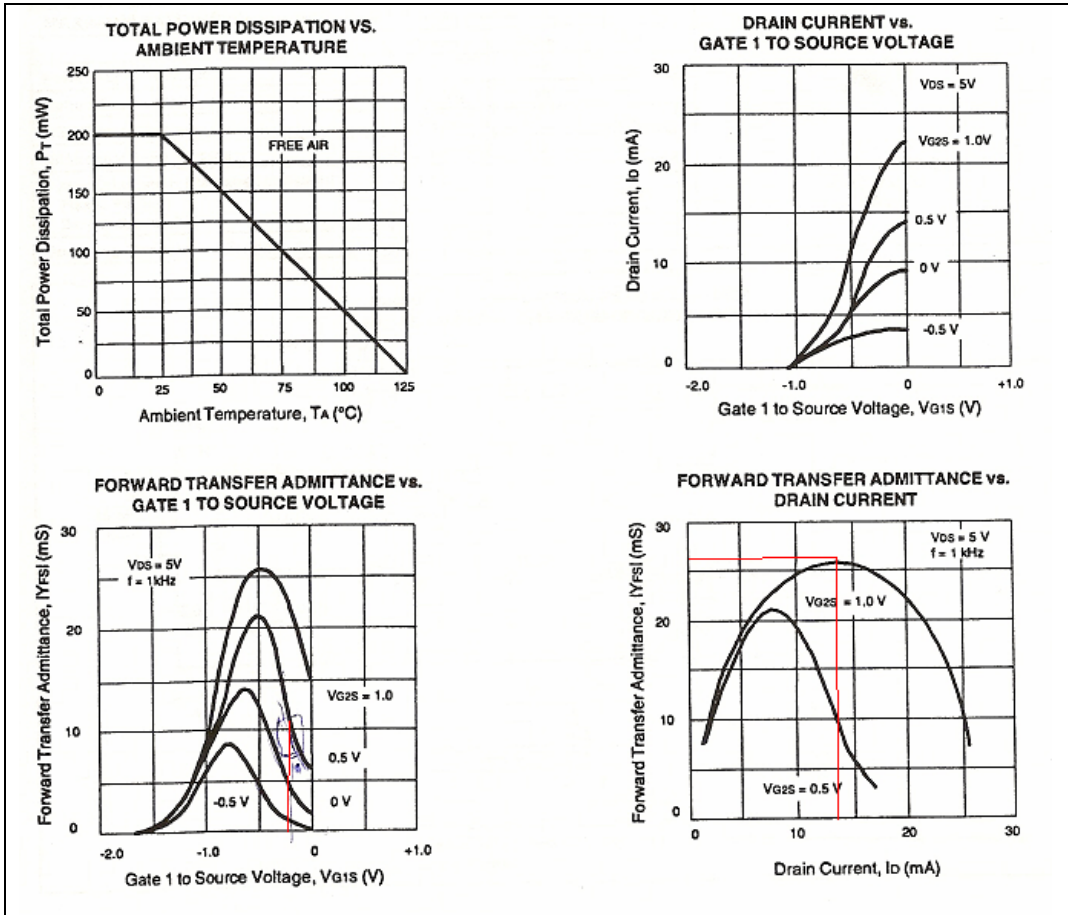 TOTAL POWER DISSIPATION VS.
AMBIENT TEMPERATURE
250
200
150
100
50
0
Total Power Dissipation, PT (mW)
FREE AIR
0 25 50 75 100 125
Ambient Temperature, TA (°C)
DRAIN CURRENT vs.
GATE 1 TO SOURCE VOLTAGE
30
20
10
0
Drain Current, ID (mA)
VDS = 5V
VG2S = 1.0V
0.5 V
0 V
-0.5 V
-2.0 -1.0 0 +1.0
Gate 1 to Source Voltage, VG1S (V)
FORWARD TRANSFER ADMITTANCE vs.
GATE 1 TO SOURCE VOLTAGE
30
20
10
0
Forward Transfer Admittance, |YFS| (mS)
VDS = 5V
f = 1kHz
VG2S = 1.0
0.5 V
-0.5 V 0 V
-2.0 -1.0 0 +1.0
Gate 1 to Source Voltage, VG1S (V)
FORWARD TRANSFER ADMITTANCE vs.
DRAIN CURRENT
30
20
10
0
Forward Transfer Admittance, |YFS| (mS)
VDS = 5 V
f = 1 kHz
VG2S = 1.0 V
VG2S = 0.5 V
0 10 20 30
Drain Current, ID (mA)